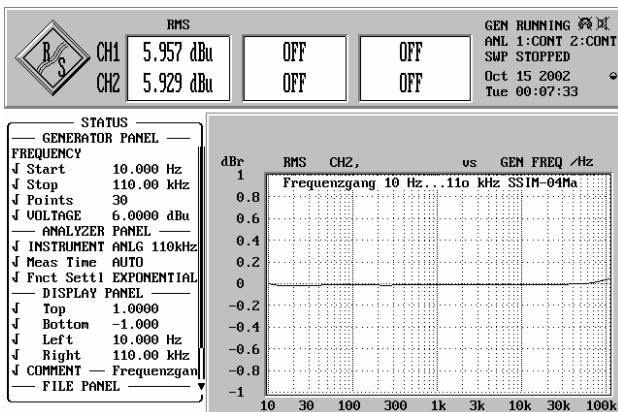 RMS
R&S
CH1 5.957 dBu OFF OFF
CH2 5.929 dBu OFF OFF
GEN RUNNING
ANL 1:CONT 2:CONT
SWP STOPPED
Oct 15 2002
Tue 00:07:33
STATUS
GENERATOR PANEL
FREQUENCY
√ Start 10.000 Hz
√ Stop 110.00 kHz
√ Points 30
√ VOLTAGE 6.0000 dBu
ANALYZER PANEL
√ INSTRUMENT ANLG 110kHz
√ Meas Time AUTO
√ Fnct Settl EXPONENTIAL
DISPLAY PANEL
√ Top 1.0000
√ Bottom -1.000
√ Left 10.000 Hz
√ Right 110.00 kHz
√ COMMENT — Frequenzgan
FILE PANEL
dBr RMS CH2, vs GEN FREQ /Hz
Frequenzgang 10 Hz...11o kHz SSIM-04Ma
1
0.8
0.6
0.4
0.2
0
-0.2
-0.4
-0.6
-0.8
-1
10 30 100 300 1k 3k 10k 30k 100k